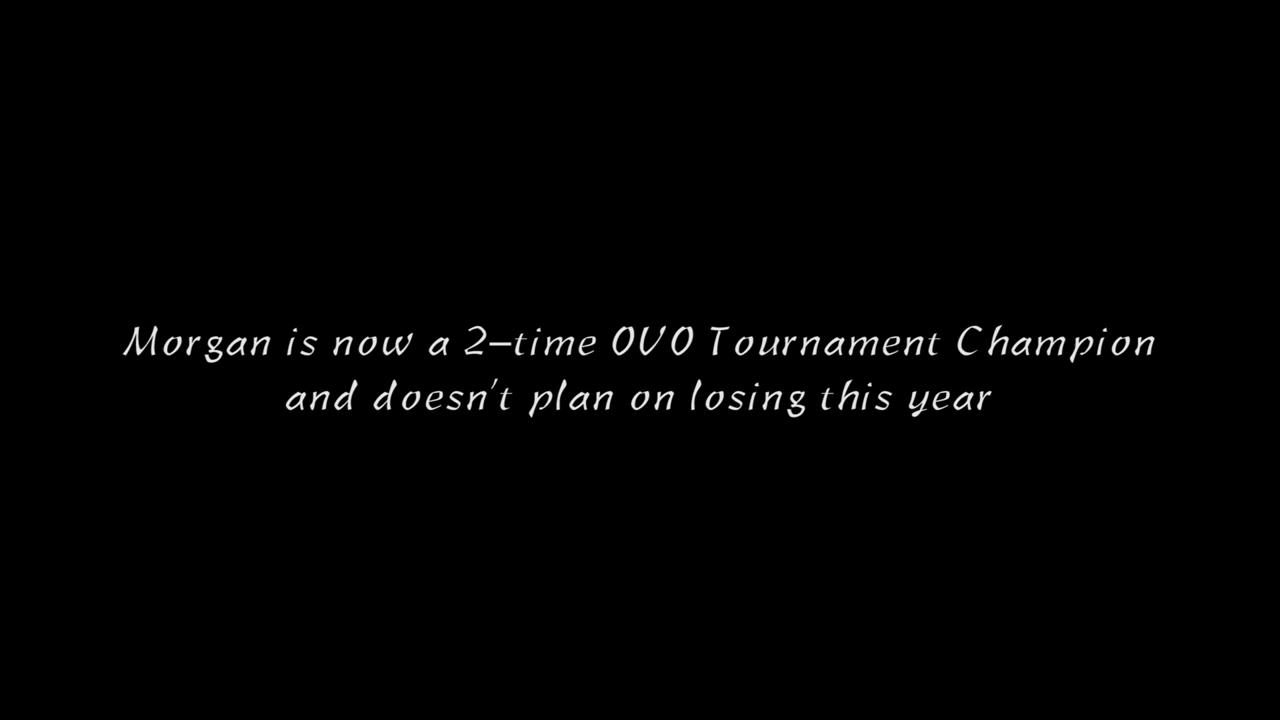 Morgan is now a 2-time OVO Tournament Champion
and doesn't plan on losing this year